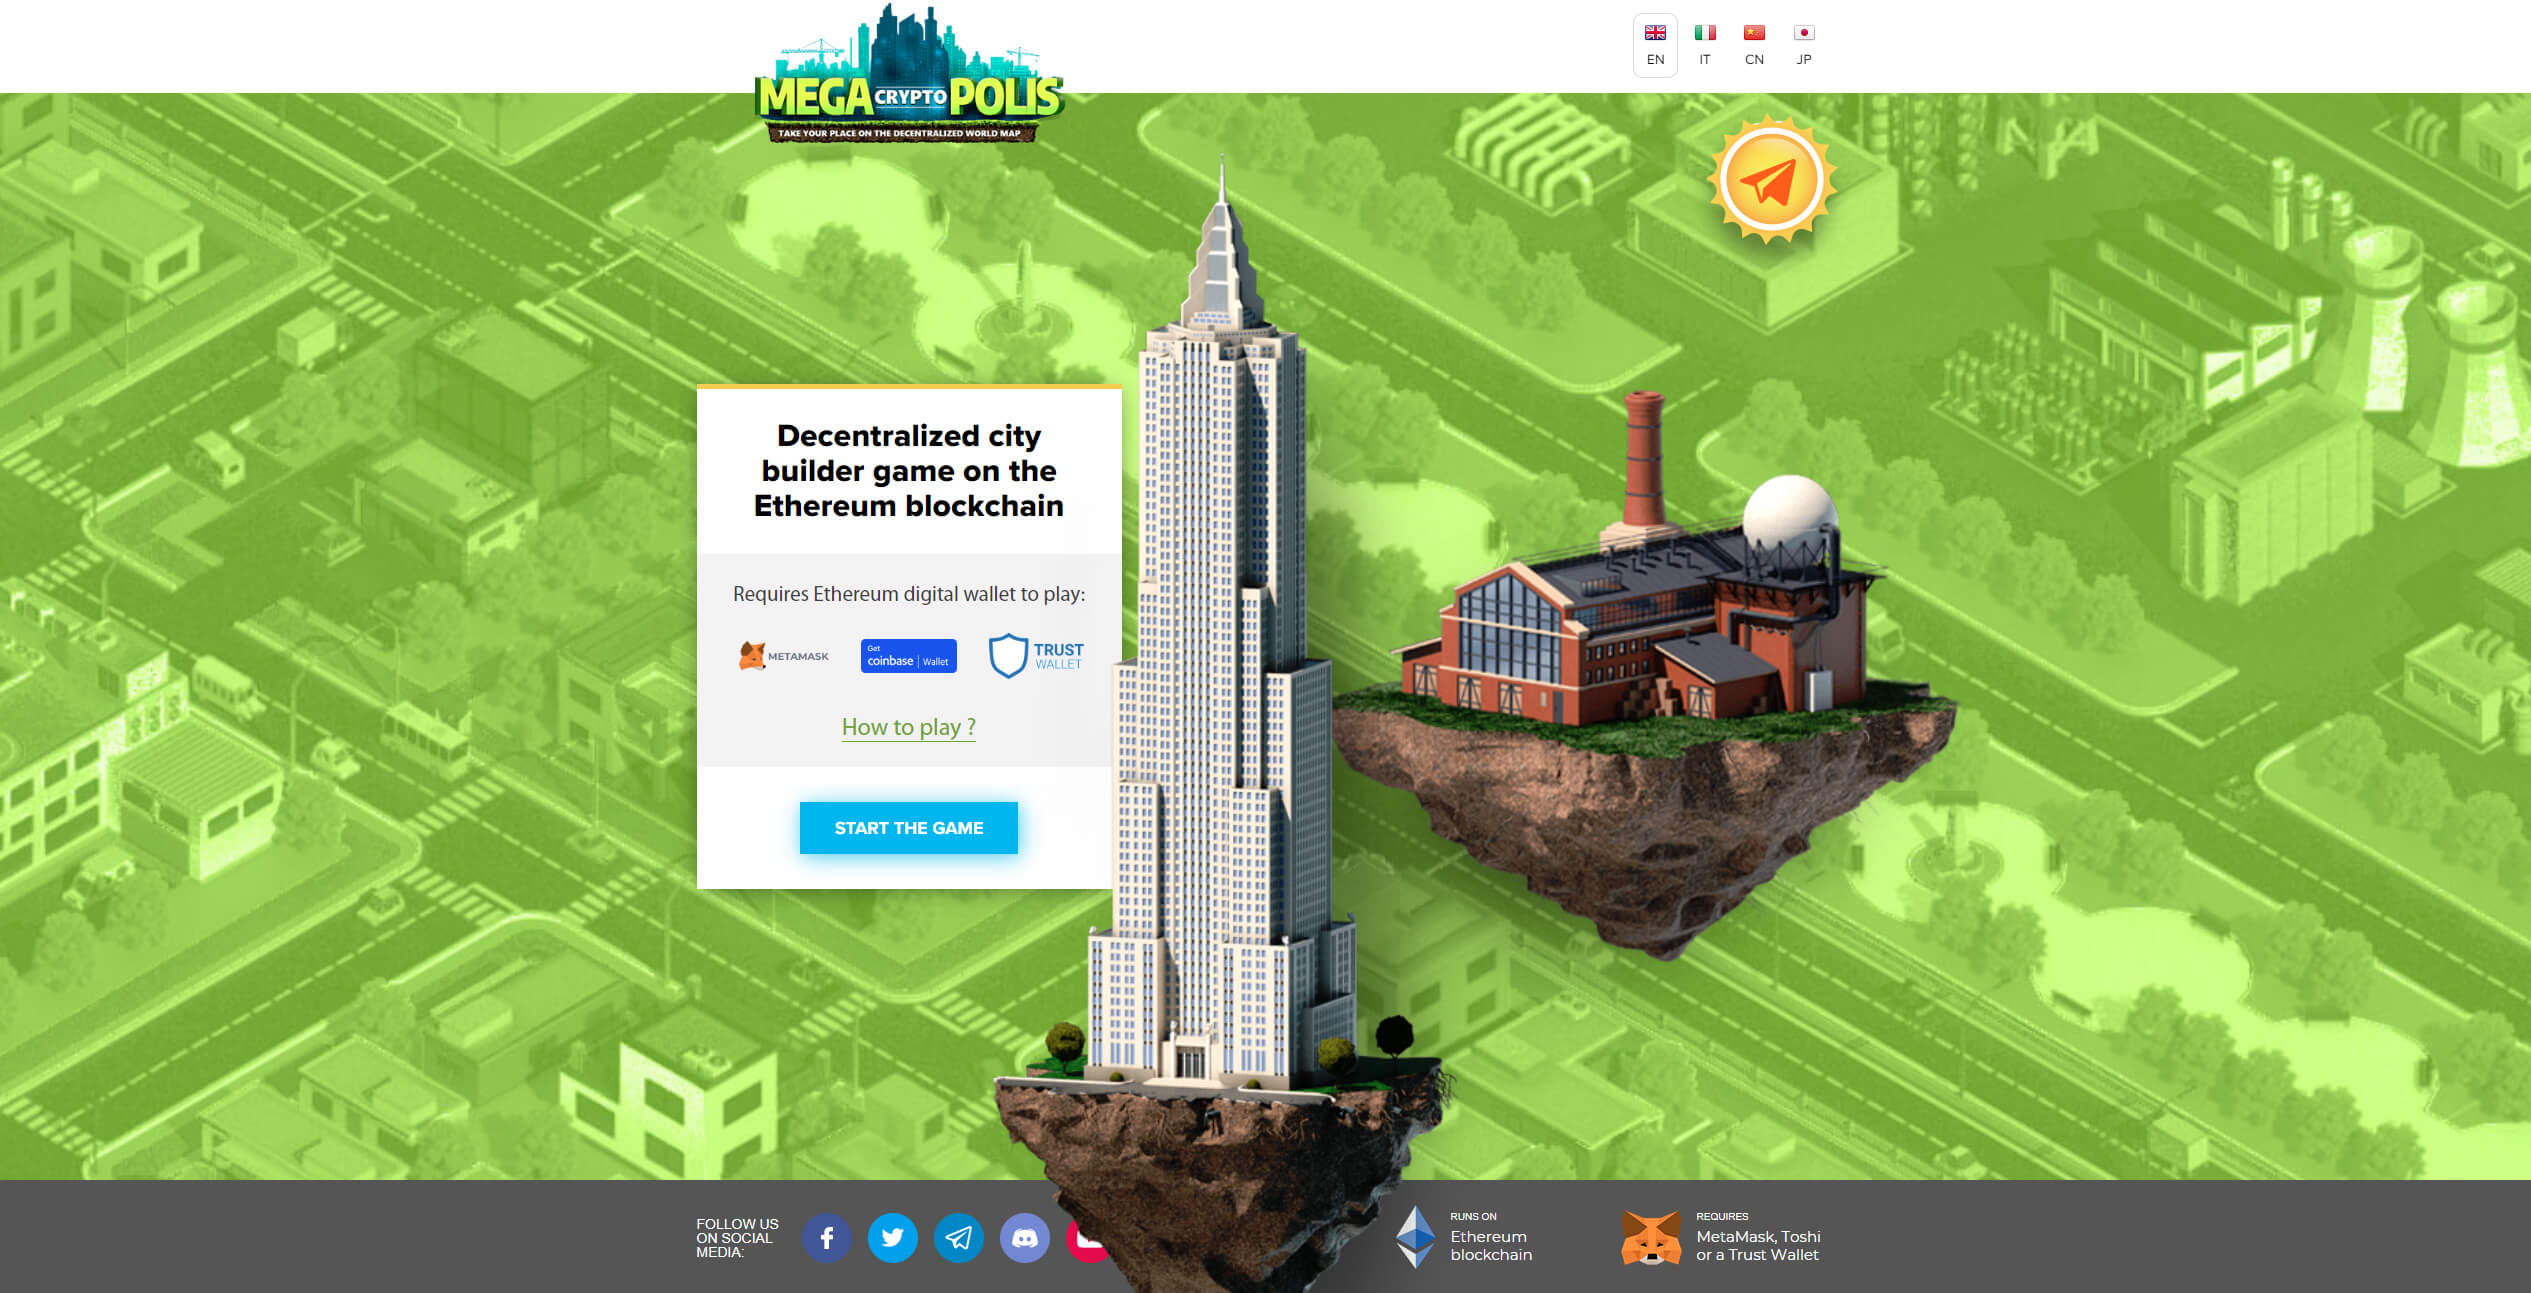 MEGA CRYPTO POLIS
TAKE YOUR PLACE ON THE DECENTRALIZED WORLD MAP
EN IT CN JP
Decentralized city
builder game on the
Ethereum blockchain
Requires Ethereum digital wallet to play:
METAMASK
Get
coinbase | Wallet
TRUST
WALLET
How to play ?
START THE GAME
FOLLOW US
ON SOCIAL
MEDIA:
RUNS ON
Ethereum
blockchain
REQUIRES
MetaMask, Toshi
or a Trust Wallet